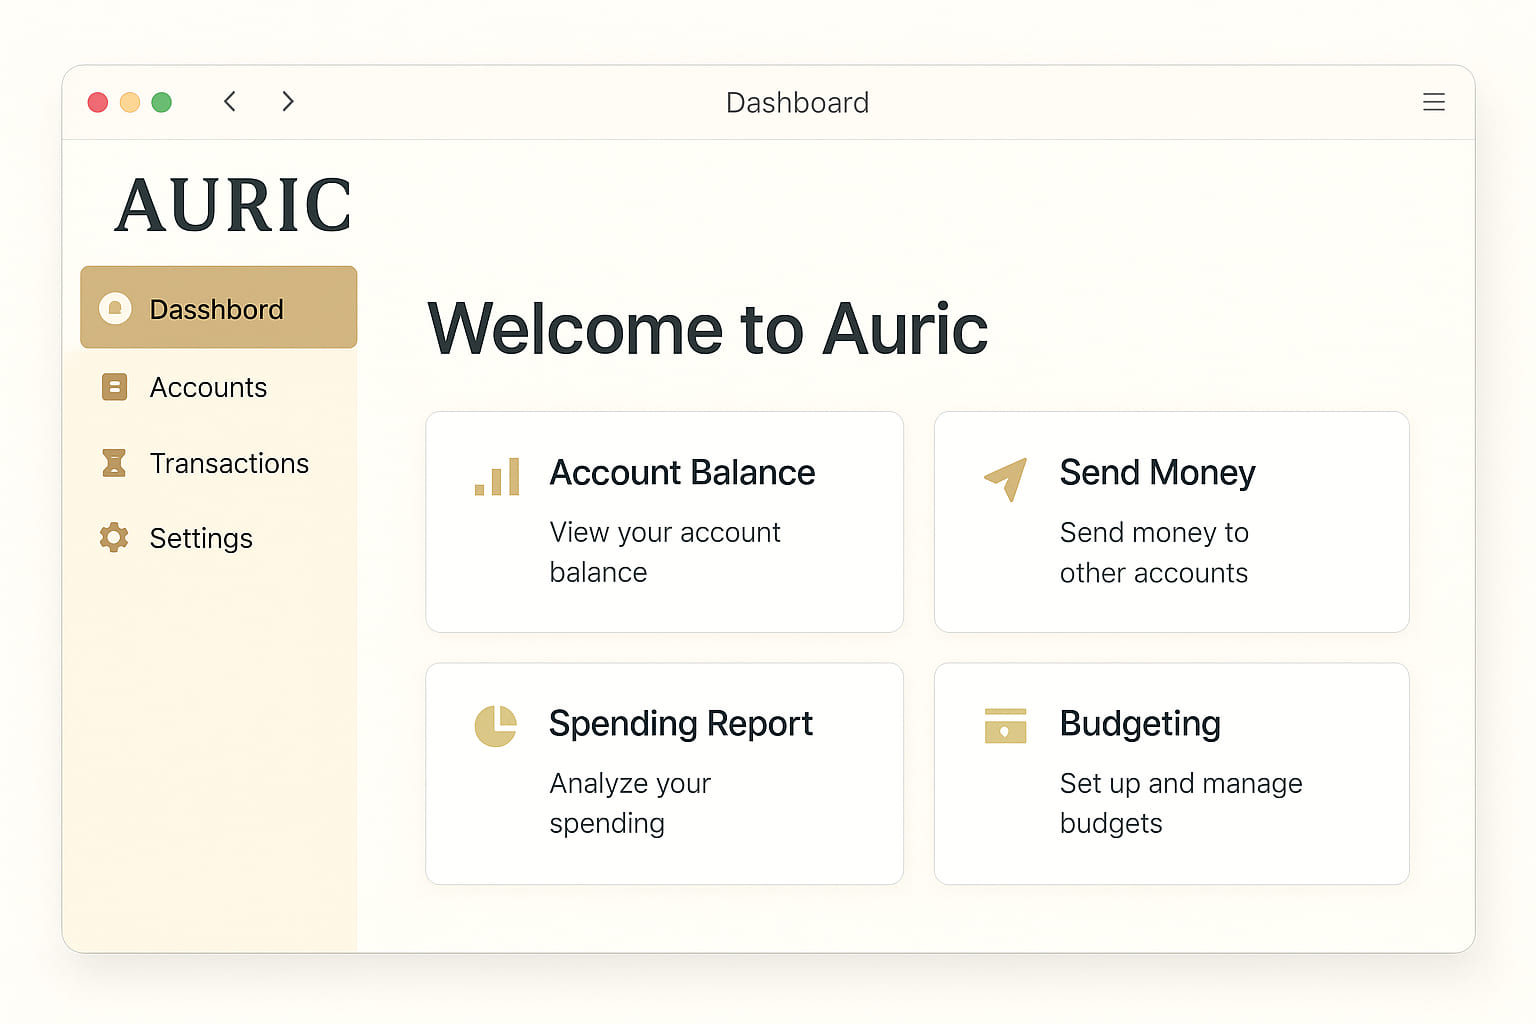 Dashboard
AURIC
Dasshbord
Accounts
Transactions
Settings
Welcome to Auric
Account Balance
View your account
balance
Send Money
Send money to
other accounts
Spending Report
Analyze your
spending
Budgeting
Set up and manage
budgets